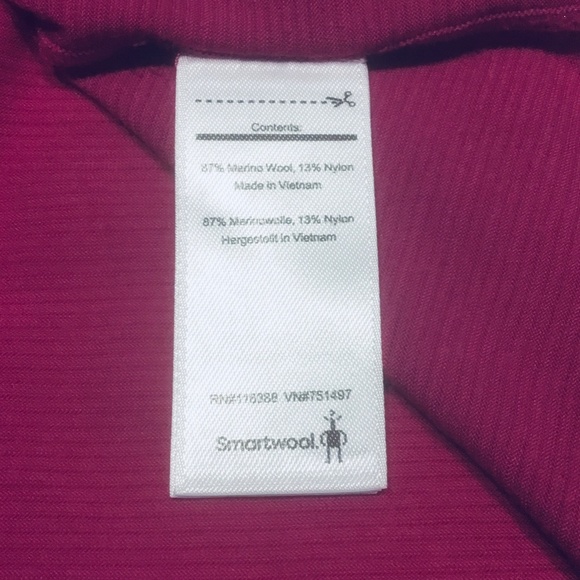 Contents:
87% Merino Wool, 13% Nylon
Made in Vietnam
87% Merinowolle, 13% Nylon
Hergestellt in Vietnam
RN#116388 VN#751497
Smartwool.